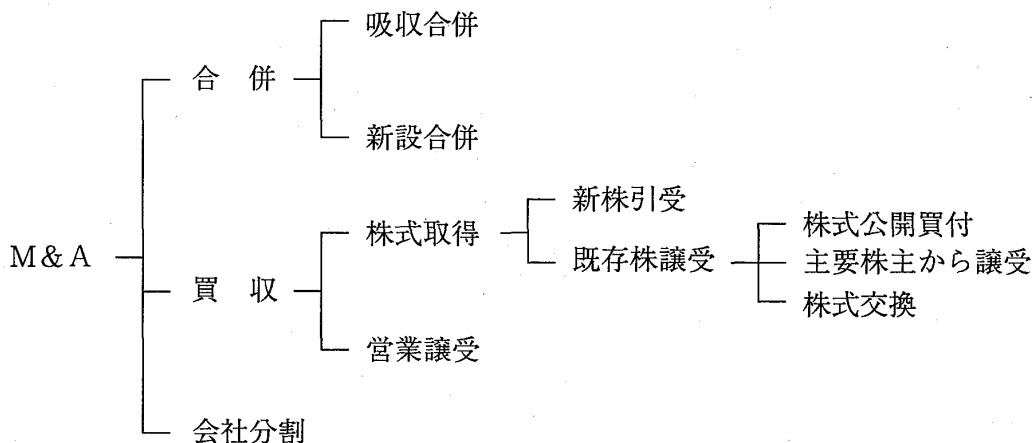 M&A
合併
吸収合併
新設合併
買収
株式取得
新株引受
既存株譲受
株式公開買付
主要株主から譲受
株式交換
営業譲受
会社分割